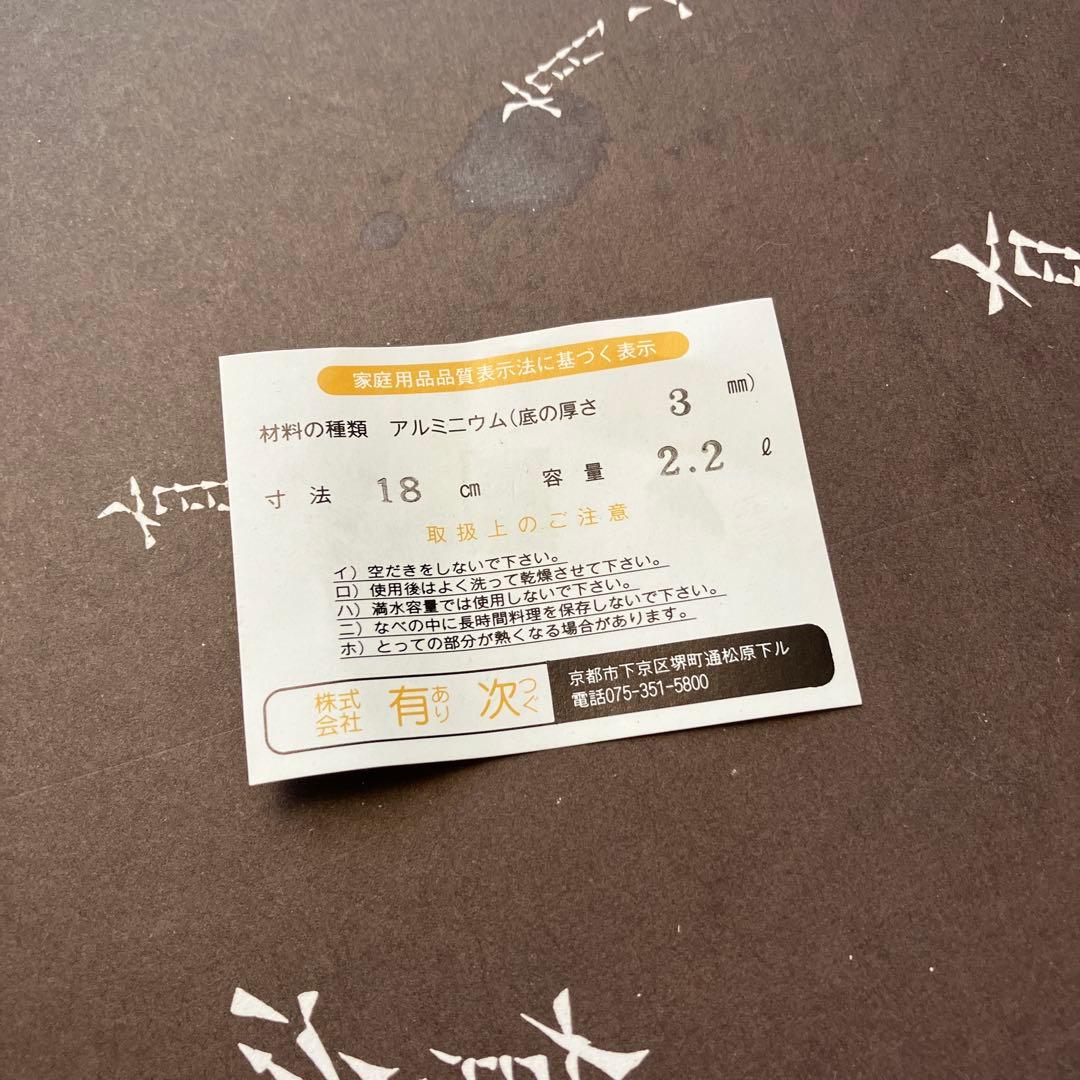 家庭用品品質表示法に基づく表示
材料の種類 アルミニウム(底の厚さ 3 ㎜)
寸法 18 ㎝ 容量 2.2 ℓ
取扱上のご注意
イ) 空だきをしないで下さい。
ロ) 使用後はよく洗って乾燥させて下さい。
ハ) 満水容量では使用しないで下さい。
ニ) なべの中に長時間料理を保存しないで下さい。
ホ) とっての部分が熱くなる場合があります。
株式会社 有あり 次つぐ
京都市下京区堺町通松原下ル
電話075-351-5800